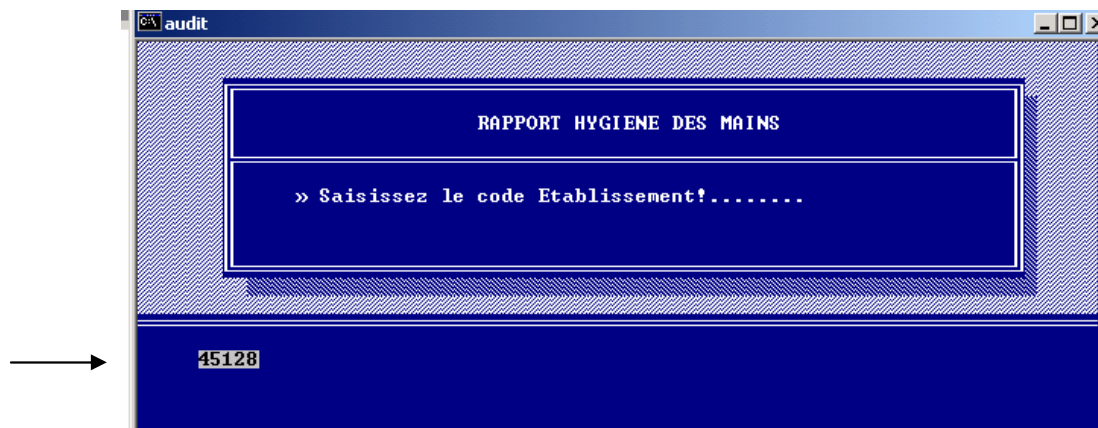 audit
RAPPORT HYGIENE DES MAINS
» Saisissez le code Etablissement!........
45128